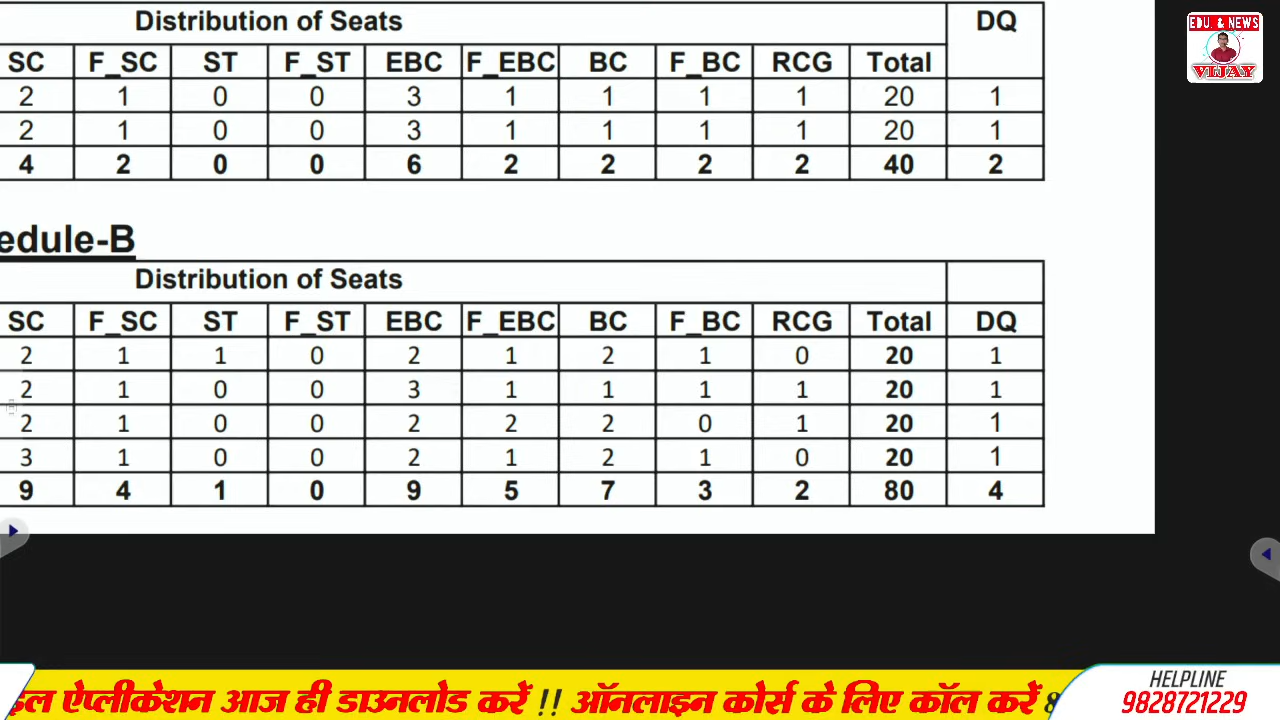 Distribution of Seats DQ
SC F_SC ST F_ST EBC F_EBC BC F_BC RCG Total
2 1 0 0 3 1 1 1 1 20 1
2 1 0 0 3 1 1 1 1 20 1
4 2 0 0 6 2 2 2 2 40 2
edule-B
Distribution of Seats
SC F_SC ST F_ST EBC F_EBC BC F_BC RCG Total DQ
2 1 1 0 2 1 2 1 0 20 1
2 1 0 0 3 1 1 1 1 20 1
2 1 0 0 2 2 2 0 1 20 1
3 1 0 0 2 1 2 1 0 20 1
9 4 1 0 9 5 7 3 2 80 4
EDU & NEWS
VIJAY
ऐप्लीकेशन आज ही डाउनलोड करें !! ऑनलाइन कोर्स के लिए कॉल करें 8
HELPLINE
9828721229